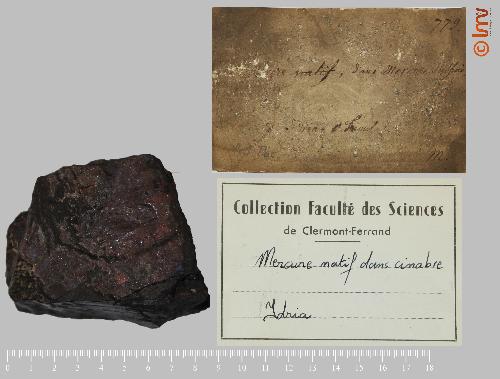 © lmv
779
natif, dans Mercure
Collection Faculté des Sciences
de Clermont-Ferrand
Mercure natif dans cinabre
Idria
0 1 2 3 4 5 6 7 8 9 10 11 12 13 14 15 16 17 18